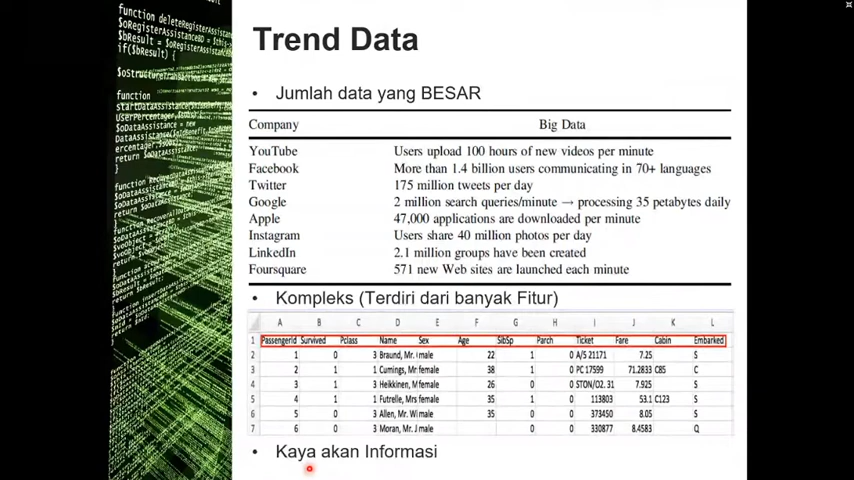 Trend Data
• Jumlah data yang BESAR
Company Big Data
YouTube Users upload 100 hours of new videos per minute
Facebook More than 1.4 billion users communicating in 70+ languages
Twitter 175 million tweets per day
Google 2 million search queries/minute → processing 35 petabytes daily
Apple 47,000 applications are downloaded per minute
Instagram Users share 40 million photos per day
LinkedIn 2.1 million groups have been created
Foursquare 571 new Web sites are launched each minute
• Kompleks (Terdiri dari banyak Fitur)
A B C D E F G H I J K L
1 PassengerId Survived Pclass Name Sex Age SibSp Parch Ticket Fare Cabin Embarked
2 1 0 3 Braund, Mr. male 22 1 0 A/5 21171 7.25 S
3 2 1 1 Cumings, Mr female 38 1 0 PC 17599 71.2833 C85 C
4 3 1 3 Heikkinen, M female 26 0 0 STON/O2. 31 7.925 S
5 4 1 1 Futrelle, Mrs female 35 1 0 113803 53.1 C123 S
6 5 0 3 Allen, Mr. Wi male 35 0 0 373450 8.05 S
7 6 0 3 Moran, Mr. J male 0 0 330877 8.4583 Q
• Kaya akan Informasi